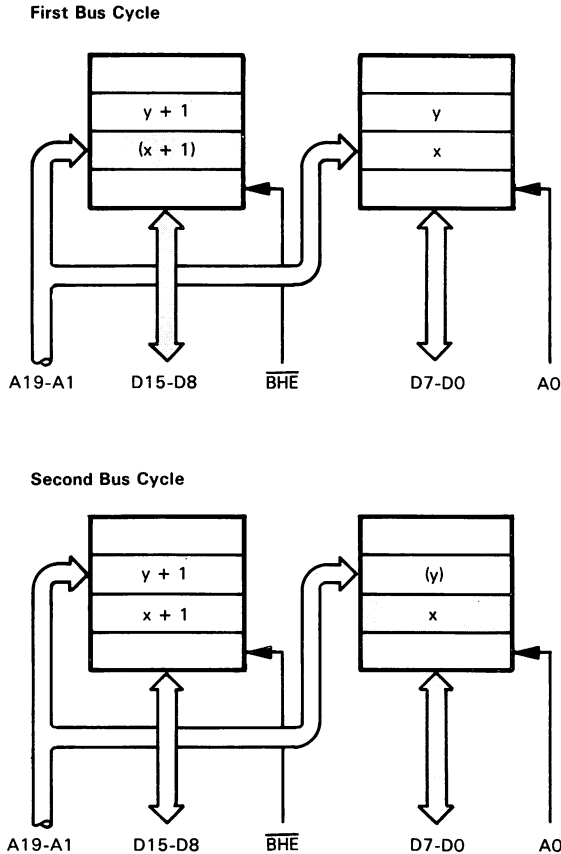 First Bus Cycle
y + 1 y
(x + 1) x
A19-A1 D15-D8 BHE D7-D0 A0
Second Bus Cycle
y + 1 (y)
x + 1 x
A19-A1 D15-D8 BHE D7-D0 A0